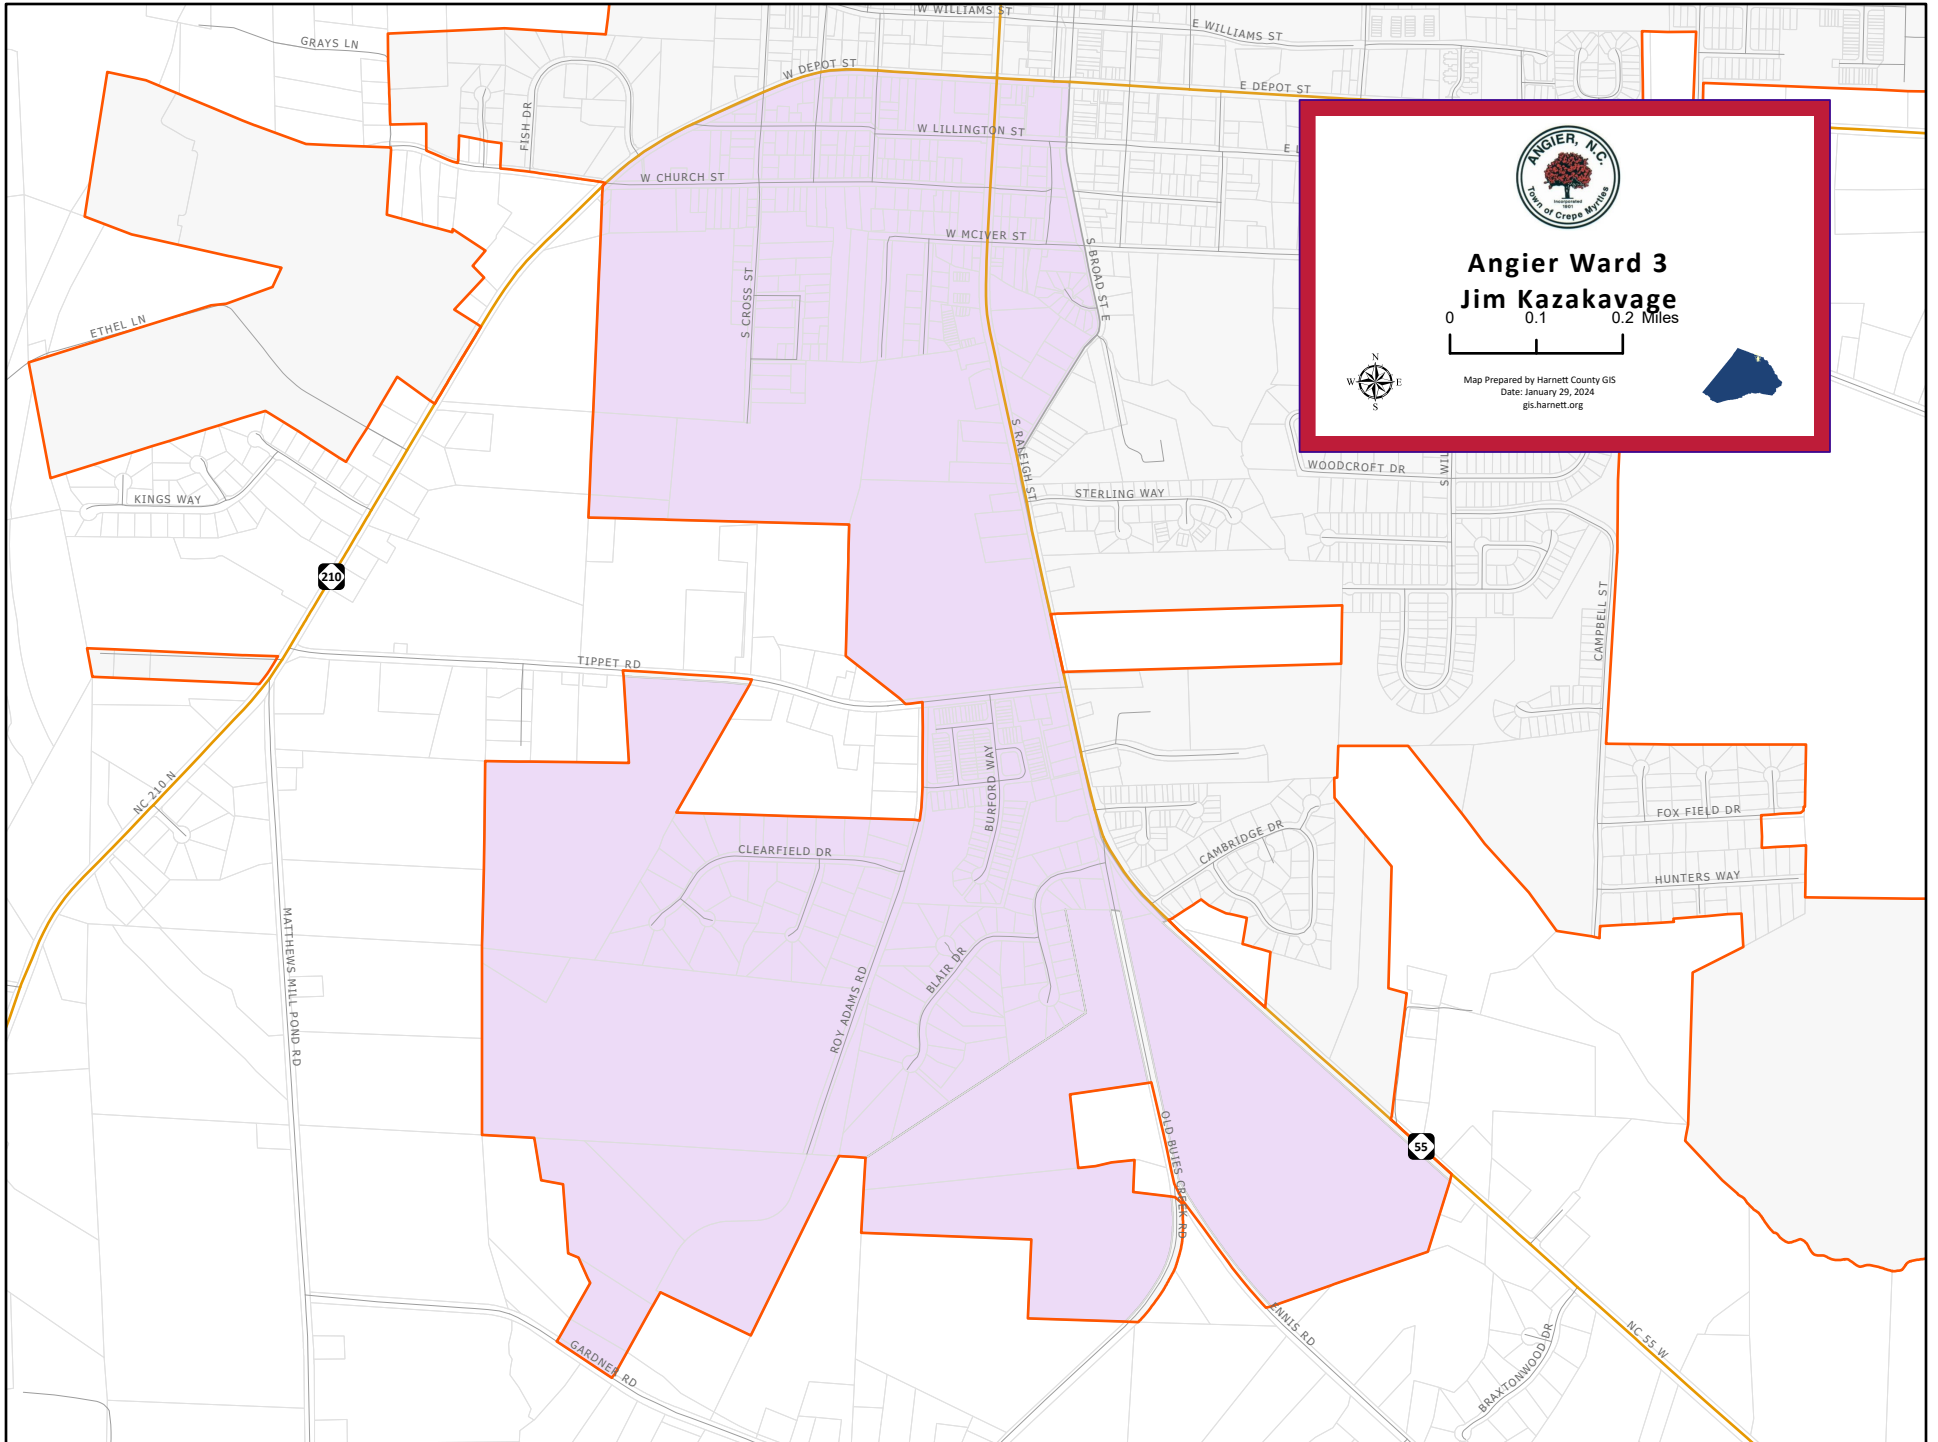 W WILLIAMS ST
E WILLIAMS ST
GRAYS LN
W DEPOT ST
E DEPOT ST
FISH DR
W LILLINGTON ST
E L
W CHURCH ST
W MCIVER ST
S BROAD ST E
S CROSS ST
ETHEL LN
ANGIER, N.C.
Incorporated
1901
Town of Crepe Myrtles
Angier Ward 3
Jim Kazakavage
0 0.1 0.2 Miles
N
W E
S
Map Prepared by Harnett County GIS
Date: January 29, 2024
gis.harnett.org
S RALEIGH ST
WOODCROFT DR
S WIL
STERLING WAY
KINGS WAY
210
CAMPBELL ST
TIPPET RD
NC 210 N
BURFORD WAY
FOX FIELD DR
CAMBRIDGE DR
CLEARFIELD DR
HUNTERS WAY
MATTHEWS MILL POND RD
BLAIR DR
ROY ADAMS RD
OLD BUIES CREEK RD
55
ENNIS RD
GARDNER RD
NC 55 W
BRAXTONWOOD DR